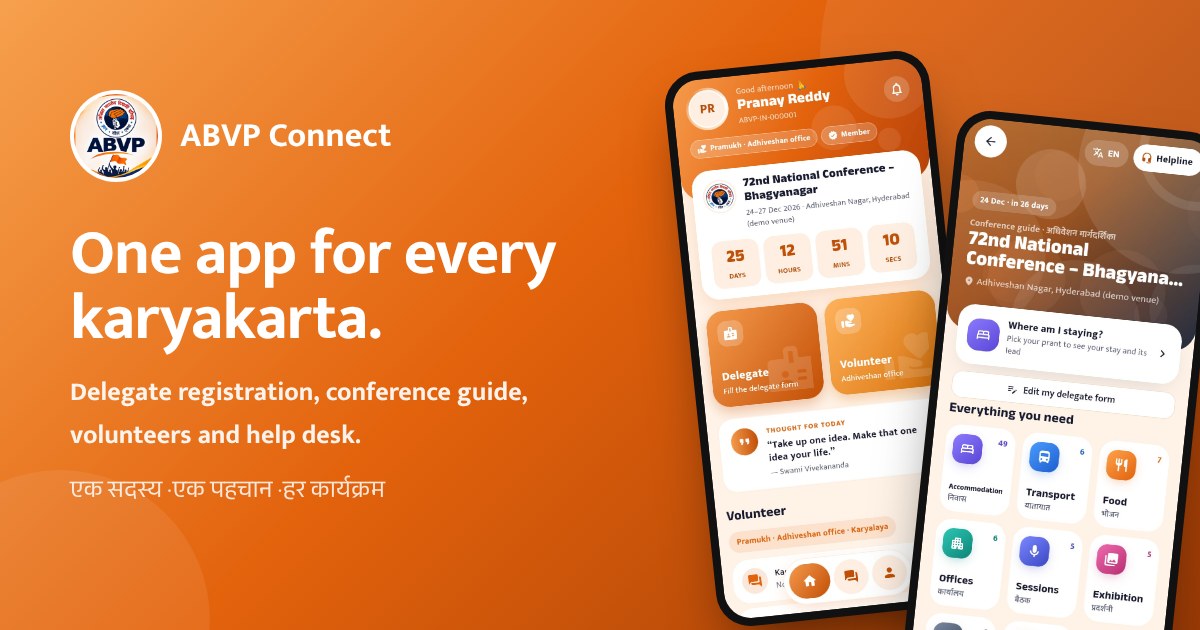 ABVP
ABVP Connect
One app for every
karyakarta.
Delegate registration, conference guide,
volunteers and help desk.
एक सदस्य ·एक पहचान ·हर कार्यक्रम
PR
Good afternoon
Pranay Reddy
ABVP-IN-000001
Pramukh · Adhiveshan office
Member
72nd National Conference –
Bhagyanagar
24–27 Dec 2026 · Adhiveshan Nagar, Hyderabad
(demo venue)
25 12 51 10
DAYS HOURS MINS SECS
Delegate
Fill the delegate form
Volunteer
Adhiveshan office
THOUGHT FOR TODAY
“Take up one idea. Make that one
idea your life.”
— Swami Vivekananda
Volunteer
Pramukh · Adhiveshan office · Karyalaya
EN
Helpline
24 Dec · in 26 days
Conference guide · अधिवेशन मार्गदर्शिका
72nd National
Conference – Bhagyana...
Adhiveshan Nagar, Hyderabad (demo venue)
Where am I staying?
Pick your prant to see your stay and its
lead
Edit my delegate form
Everything you need
49
Accommodation
निवास
6
Transport
यातायात
7
Food
भोजन
6
Offices
कार्यालय
5
Sessions
बैठक
5
Exhibition
प्रदर्शनी